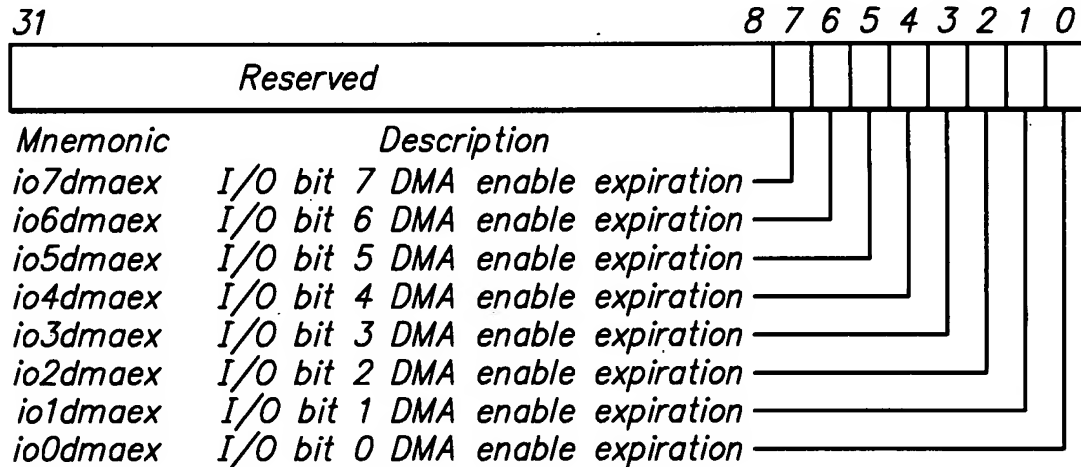 31 8 7 6 5 4 3 2 1 0
Reserved
Mnemonic Description
io7dmaex I/O bit 7 DMA enable expiration
io6dmaex I/O bit 6 DMA enable expiration
io5dmaex I/O bit 5 DMA enable expiration
io4dmaex I/O bit 4 DMA enable expiration
io3dmaex I/O bit 3 DMA enable expiration
io2dmaex I/O bit 2 DMA enable expiration
io1dmaex I/O bit 1 DMA enable expiration
io0dmaex I/O bit 0 DMA enable expiration